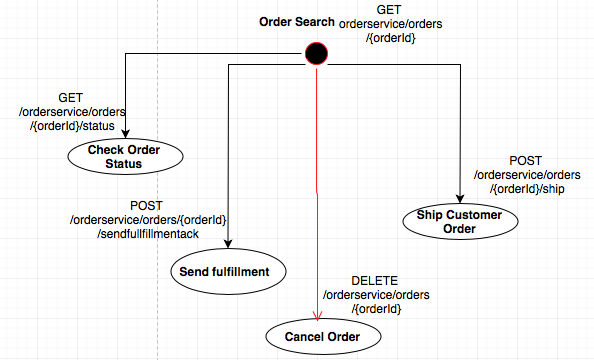 Order Search
GET
orderservice/orders
/{orderId}
GET
/orderservice/orders
/{orderId}/status
Check Order
Status
POST
/orderservice/orders/{orderId}
/sendfullfillmentack
Send fulfillment
DELETE
/orderservice/orders
/{orderId}
Cancel Order
POST
/orderservice/orders
/{orderId}/ship
Ship Customer
Order